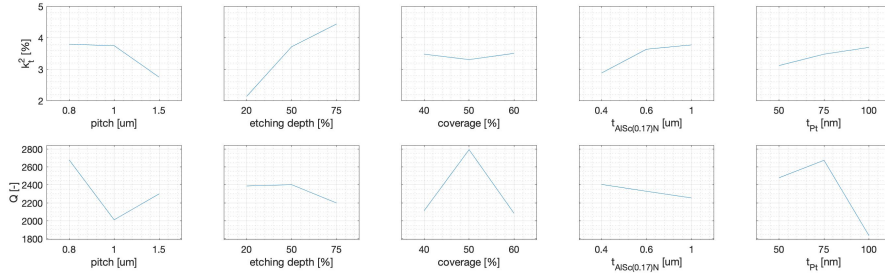 5
4
3
2
k_t^2 [%]
0.8 1 1.5
pitch [um]
20 50 75
etching depth [%]
40 50 60
coverage [%]
0.4 0.6 1
t_AlSc(0.17)N [um]
50 75 100
t_Pt [nm]
2800
2600
2400
2200
2000
1800
Q [-]
0.8 1 1.5
pitch [um]
20 50 75
etching depth [%]
40 50 60
coverage [%]
0.4 0.6 1
t_AlSc(0.17)N [um]
50 75 100
t_Pt [nm]